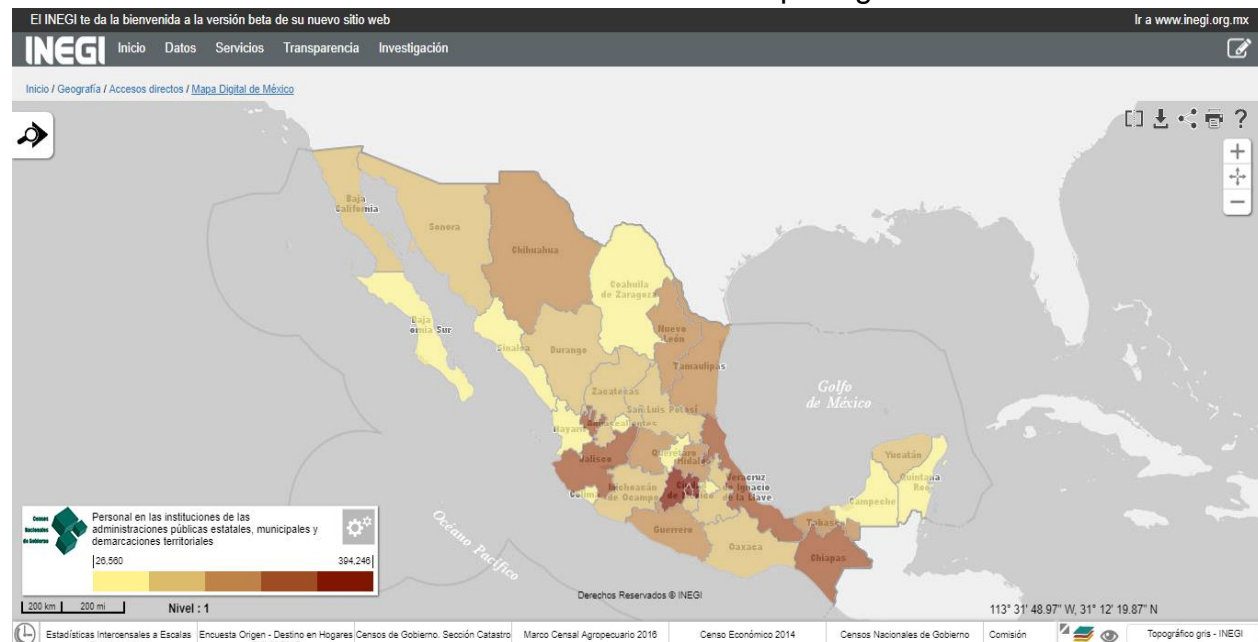 El INEGI te da la bienvenida a la versión beta de su nuevo sitio web
Ir a www.inegi.org.mx
INEGI Inicio Datos Servicios Transparencia Investigación
Inicio / Geografía / Accesos directos / Mapa Digital de México
Baja
California
Sonora
Chihuahua
Coahuila
de Zaragoza
Baja
Sur
Nuevo
León
Sinaloa
Durango
Tamaulipas
Golfo
de México
Zacatecas
San Luis Potosí
Aguascalientes
Nayarit
Jalisco
Querétaro
Hidalgo
Yucatán
Quintana
Roo
Veracruz
de Ignacio
de la Llave
Michoacán
de Ocampo
Colima
Campeche
Tabasco
Guerrero
Oaxaca
Chiapas
Océano Pacífico
Censos
Nacionales
de Gobierno
Personal en las instituciones de las
administraciones públicas estatales, municipales y
demarcaciones territoriales
26,560 394,246
200 km 200 mi Nivel : 1
Derechos Reservados © INEGI
113° 31' 48.97" W, 31° 12' 19.87" N
Estadísticas Intercensales a Escalas Encuesta Origen - Destino en Hogares Censos de Gobierno. Sección Catastro Marco Censal Agropecuario 2016 Censo Económico 2014 Censos Nacionales de Gobierno Comisión Topográfico gris - INEGI